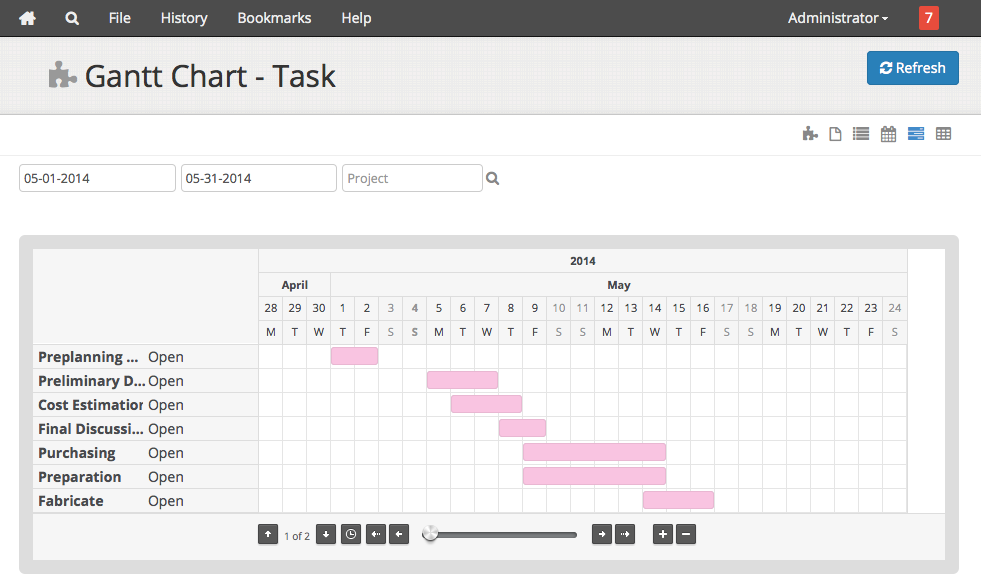 File History Bookmarks Help Administrator 7
Gantt Chart - Task
Refresh
05-01-2014 05-31-2014 Project
2014
April May
28 29 30 1 2 3 4 5 6 7 8 9 10 11 12 13 14 15 16 17 18 19 20 21 22 23 24
M T W T F S S M T W T F S S M T W T F S S M T W T F S
Preplanning ... Open
Preliminary D... Open
Cost Estimation Open
Final Discussi... Open
Purchasing Open
Preparation Open
Fabricate Open
1 of 2